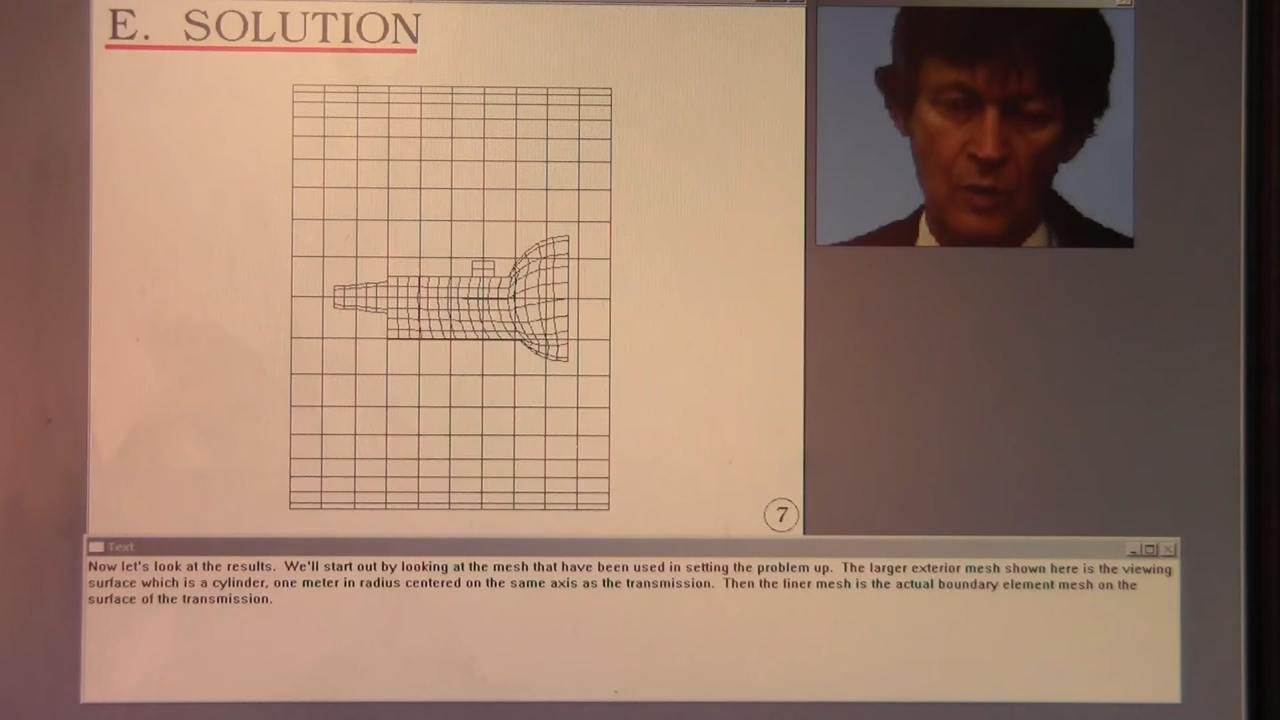 E. SOLUTION
7
Text
Now let's look at the results.  We'll start out by looking at the mesh that have been used in setting the problem up.  The larger exterior mesh shown here is the viewing
surface which is a cylinder, one meter in radius centered on the same axis as the transmission.  Then the finer mesh is the actual boundary element mesh on the
surface of the transmission.